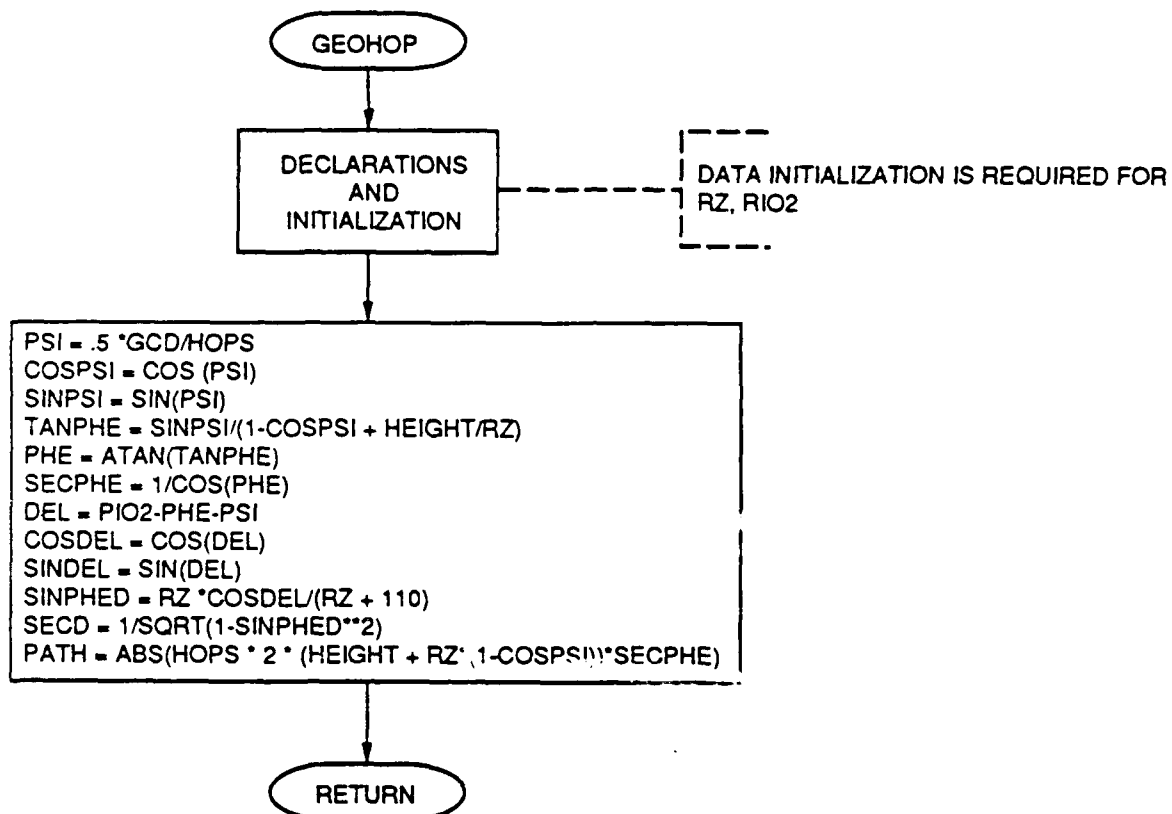 GEOHOP
DECLARATIONS
AND
INITIALIZATION
DATA INITIALIZATION IS REQUIRED FOR
RZ, RIO2
PSI = .5 *GCD/HOPS
COSPSI = COS (PSI)
SINPSI = SIN(PSI)
TANPHE = SINPSI/(1-COSPSI + HEIGHT/RZ)
PHE = ATAN(TANPHE)
SECPHE = 1/COS(PHE)
DEL = PIO2-PHE-PSI
COSDEL = COS(DEL)
SINDEL = SIN(DEL)
SINPHED = RZ *COSDEL/(RZ + 110)
SECD = 1/SQRT(1-SINPHED**2)
PATH = ABS(HOPS * 2 * (HEIGHT + RZ* (1-COSPSI))*SECPHE)
RETURN